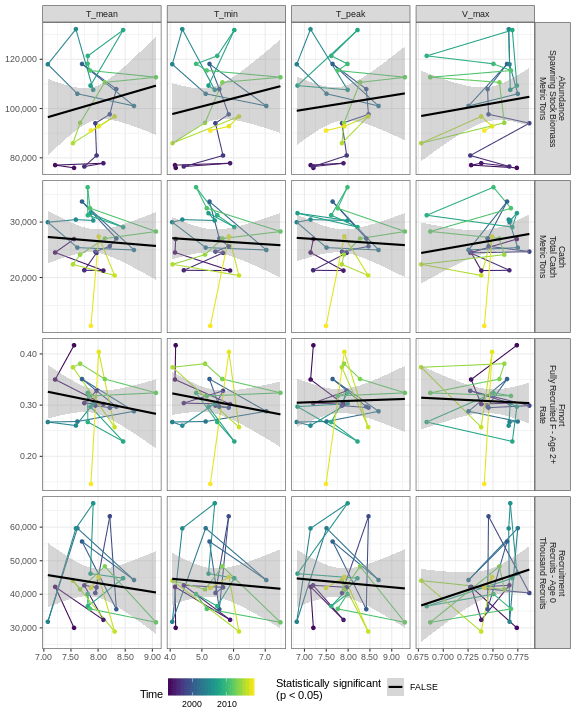 T_mean
T_min
T_peak
V_max
120,000
100,000
80,000
Abundance
Spawning Stock Biomass
Metric Tons
30,000
20,000
Catch
Total Catch
Metric Tons
0.40
0.30
0.20
Fmort
Fully Recruited F - Age 2+
Rate
60,000
50,000
40,000
30,000
Recruitment
Recruits - Age 0
Thousand Recruits
7.00 7.50 8.00 8.50 9.00
4.0 5.0 6.0 7.0
7.00 7.50 8.00 8.50 9.00
0.675 0.700 0.725 0.750 0.775
Time
2000 2010
Statistically significant
(p < 0.05)
FALSE